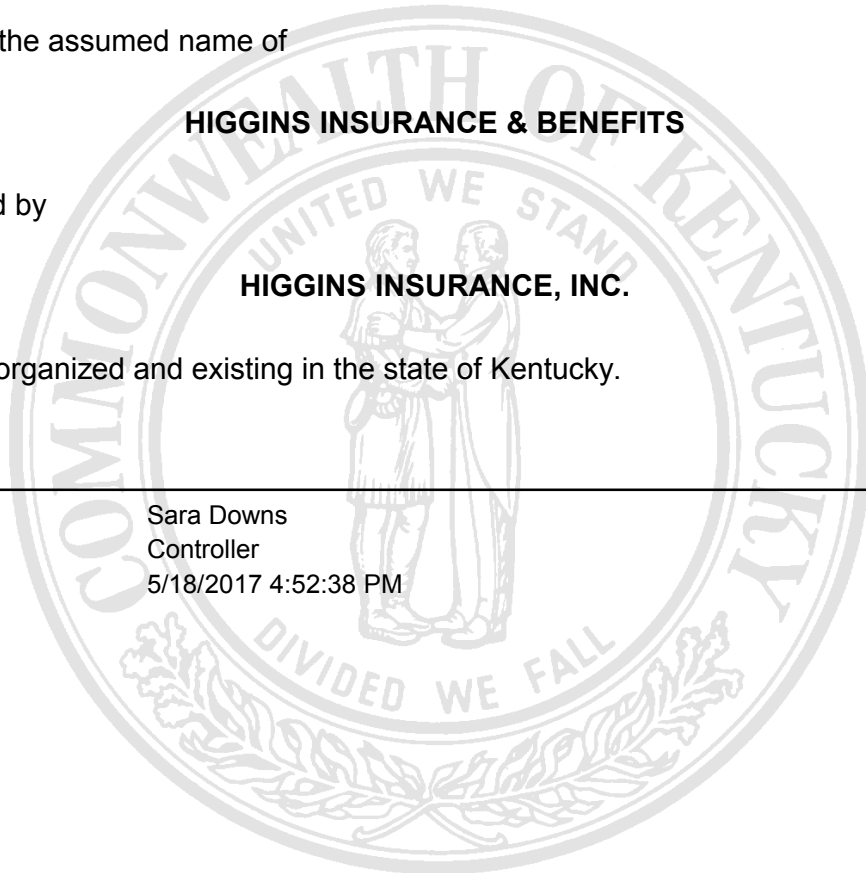 the assumed name of
HIGGINS INSURANCE & BENEFITS
d by
HIGGINS INSURANCE, INC.
organized and existing in the state of Kentucky.
Sara Downs
Controller
5/18/2017 4:52:38 PM
COMMONWEALTH OF KENTUCKY
UNITED WE STAND
DIVIDED WE FALL